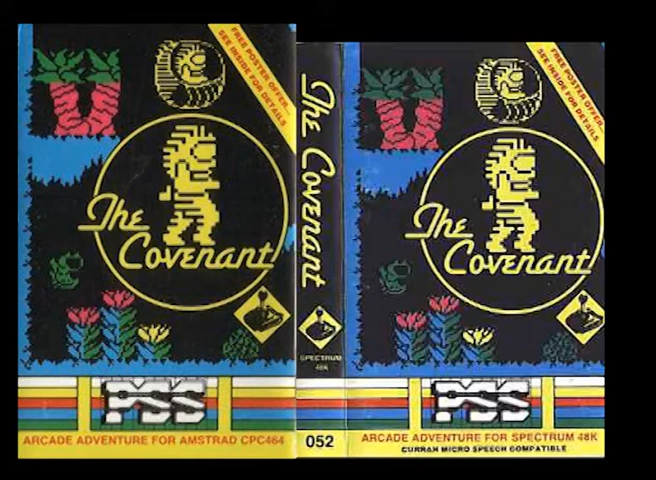 FREE POSTER OFFER...
SEE INSIDE FOR DETAILS
The
Covenant
PSS
ARCADE ADVENTURE FOR AMSTRAD CPC464
The Covenant
SPECTRUM
48K
052
FREE POSTER OFFER...
SEE INSIDE FOR DETAILS
The
Covenant
PSS
ARCADE ADVENTURE FOR SPECTRUM 48K
CURRAH MICRO SPEECH COMPATIBLE